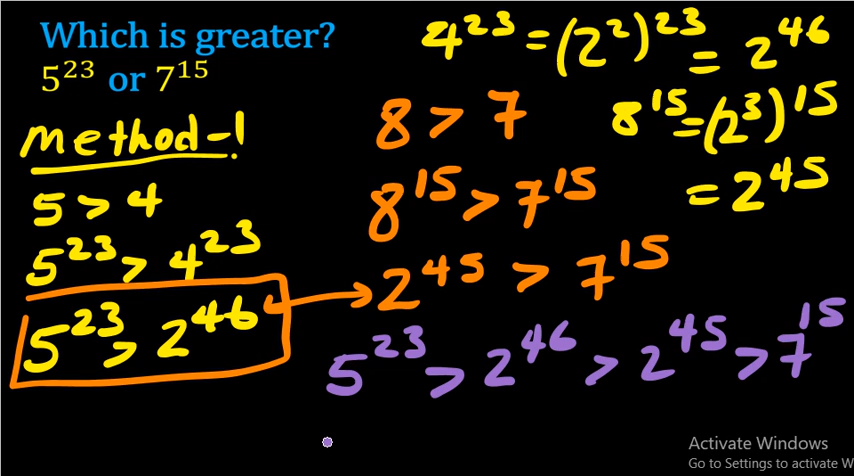 Which is greater?
5²³ or 7¹⁵
method-1
5 > 4
5²³ > 4²³
5²³ > 2⁴⁶
8 > 7
8¹⁵ > 7¹⁵
2⁴⁵ > 7¹⁵
4²³ = (2²)²³ = 2⁴⁶
8¹⁵ = (2³)¹⁵
= 2⁴⁵
5²³ > 2⁴⁶ > 2⁴⁵ > 7¹⁵
Activate Windows
Go to Settings to activate W